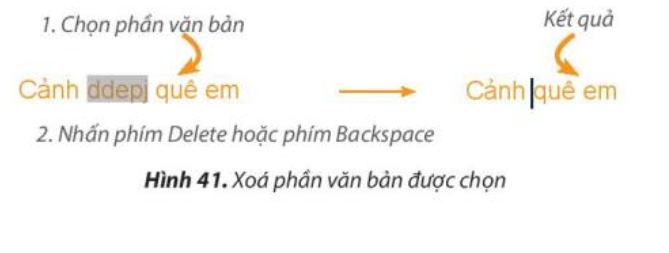 1. Chọn phần văn bản
Kết quả
Cảnh ddepj quê em
Cảnh quê em
2. Nhấn phím Delete hoặc phím Backspace
Hình 41. Xoá phần văn bản được chọn